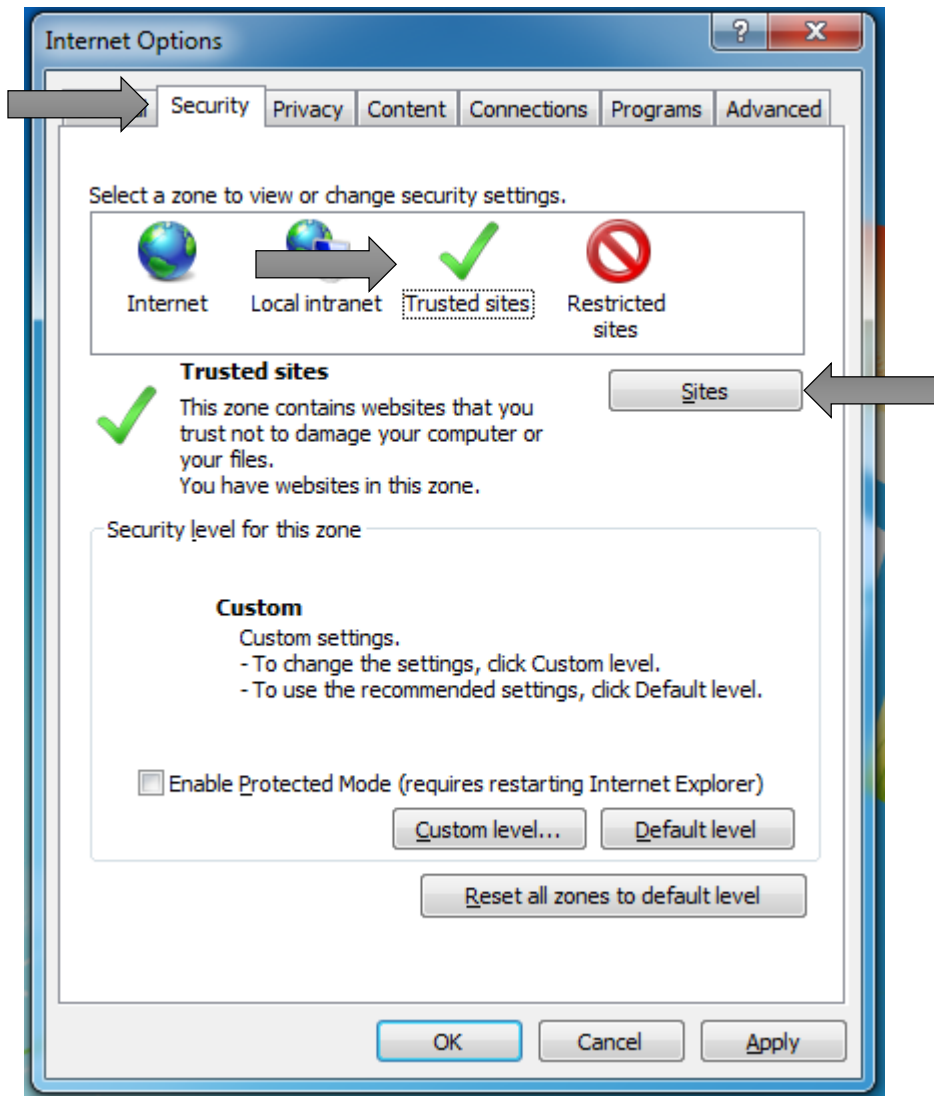 Internet Options
Security Privacy Content Connections Programs Advanced
Select a zone to view or change security settings.
Internet Local intranet Trusted sites Restricted sites
Trusted sites
Sites
This zone contains websites that you
trust not to damage your computer or
your files.
You have websites in this zone.
Security level for this zone
Custom
Custom settings.
- To change the settings, click Custom level.
- To use the recommended settings, click Default level.
Enable Protected Mode (requires restarting Internet Explorer)
Custom level... Default level
Reset all zones to default level
OK Cancel Apply